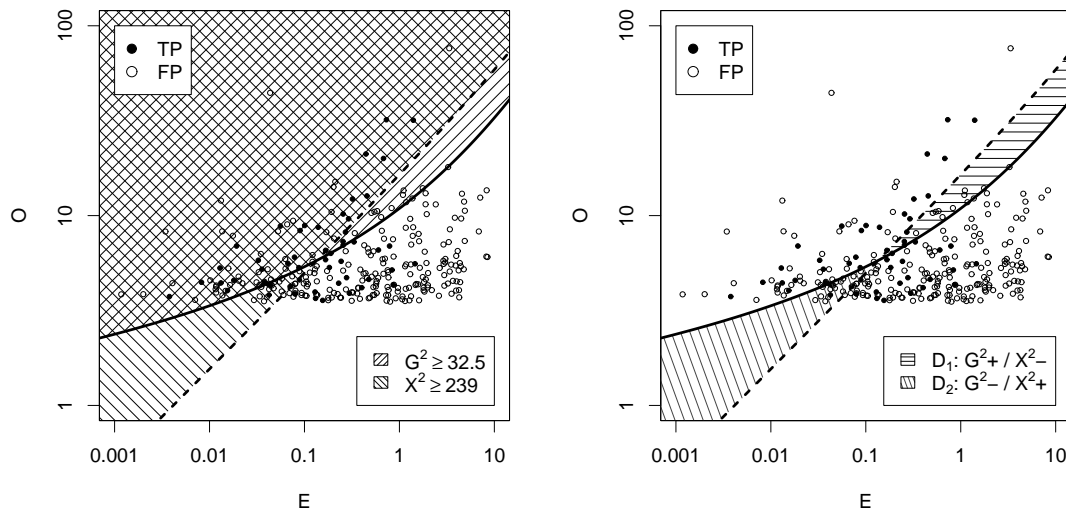 100
10
1
O
TP
FP
G² ≥ 32.5
X² ≥ 239
0.001 0.01 0.1 1 10
E
100
10
1
O
TP
FP
D₁: G²+ / X²−
D₂: G²− / X²+
0.001 0.01 0.1 1 10
E